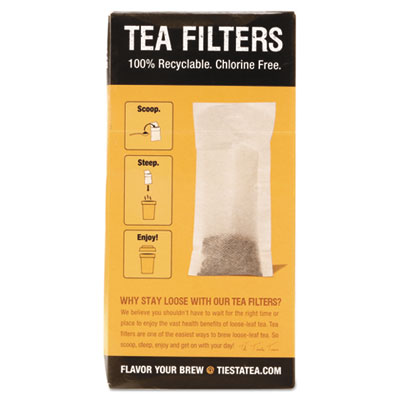 TEA FILTERS
100% Recyclable. Chlorine Free.
Scoop.
Steep.
Enjoy!
WHY STAY LOOSE WITH OUR TEA FILTERS?
We believe you shouldn't have to wait for the right time or
place to enjoy the vast health benefits of loose-leaf tea. Tea
filters are one of the easiest ways to brew loose-leaf tea. So
scoop, steep, enjoy and get on with your day!
FLAVOR YOUR BREW @ TIESTATEA.COM